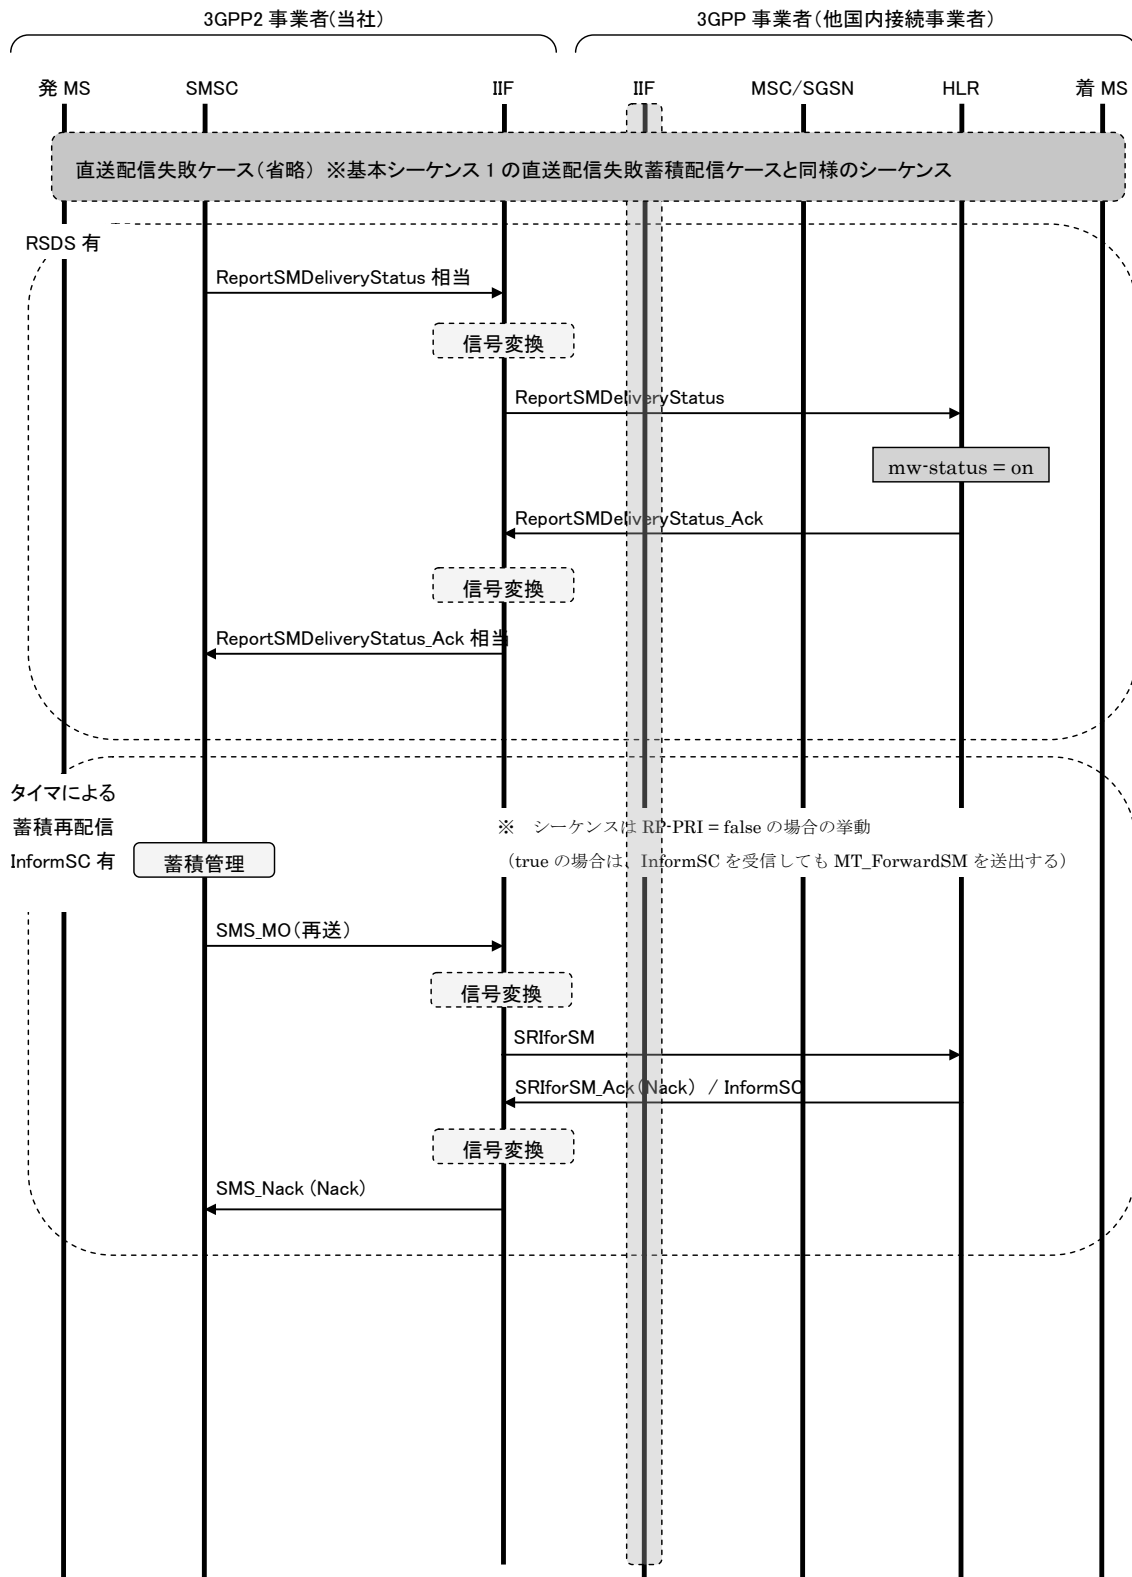 3GPP2 事業者(当社)
3GPP 事業者(他国内接続事業者)
発 MS
SMSC
IIF
IIF
MSC/SGSN
HLR
着 MS
直送配信失敗ケース(省略) ※基本シーケンス 1 の直送配信失敗蓄積配信ケースと同様のシーケンス
RSDS 有
ReportSMDeliveryStatus 相当
信号変換
ReportSMDeliveryStatus
mw-status = on
ReportSMDeliveryStatus_Ack
信号変換
ReportSMDeliveryStatus_Ack 相当
タイマによる
蓄積再配信
InformSC 有
蓄積管理
※ シーケンスは RP-PRI = false の場合の挙動
(true の場合は、InformSC を受信しても MT_ForwardSM を送出する)
SMS_MO(再送)
信号変換
SRIforSM
SRIforSM_Ack(Nack) / InformSC
信号変換
SMS_Nack (Nack)